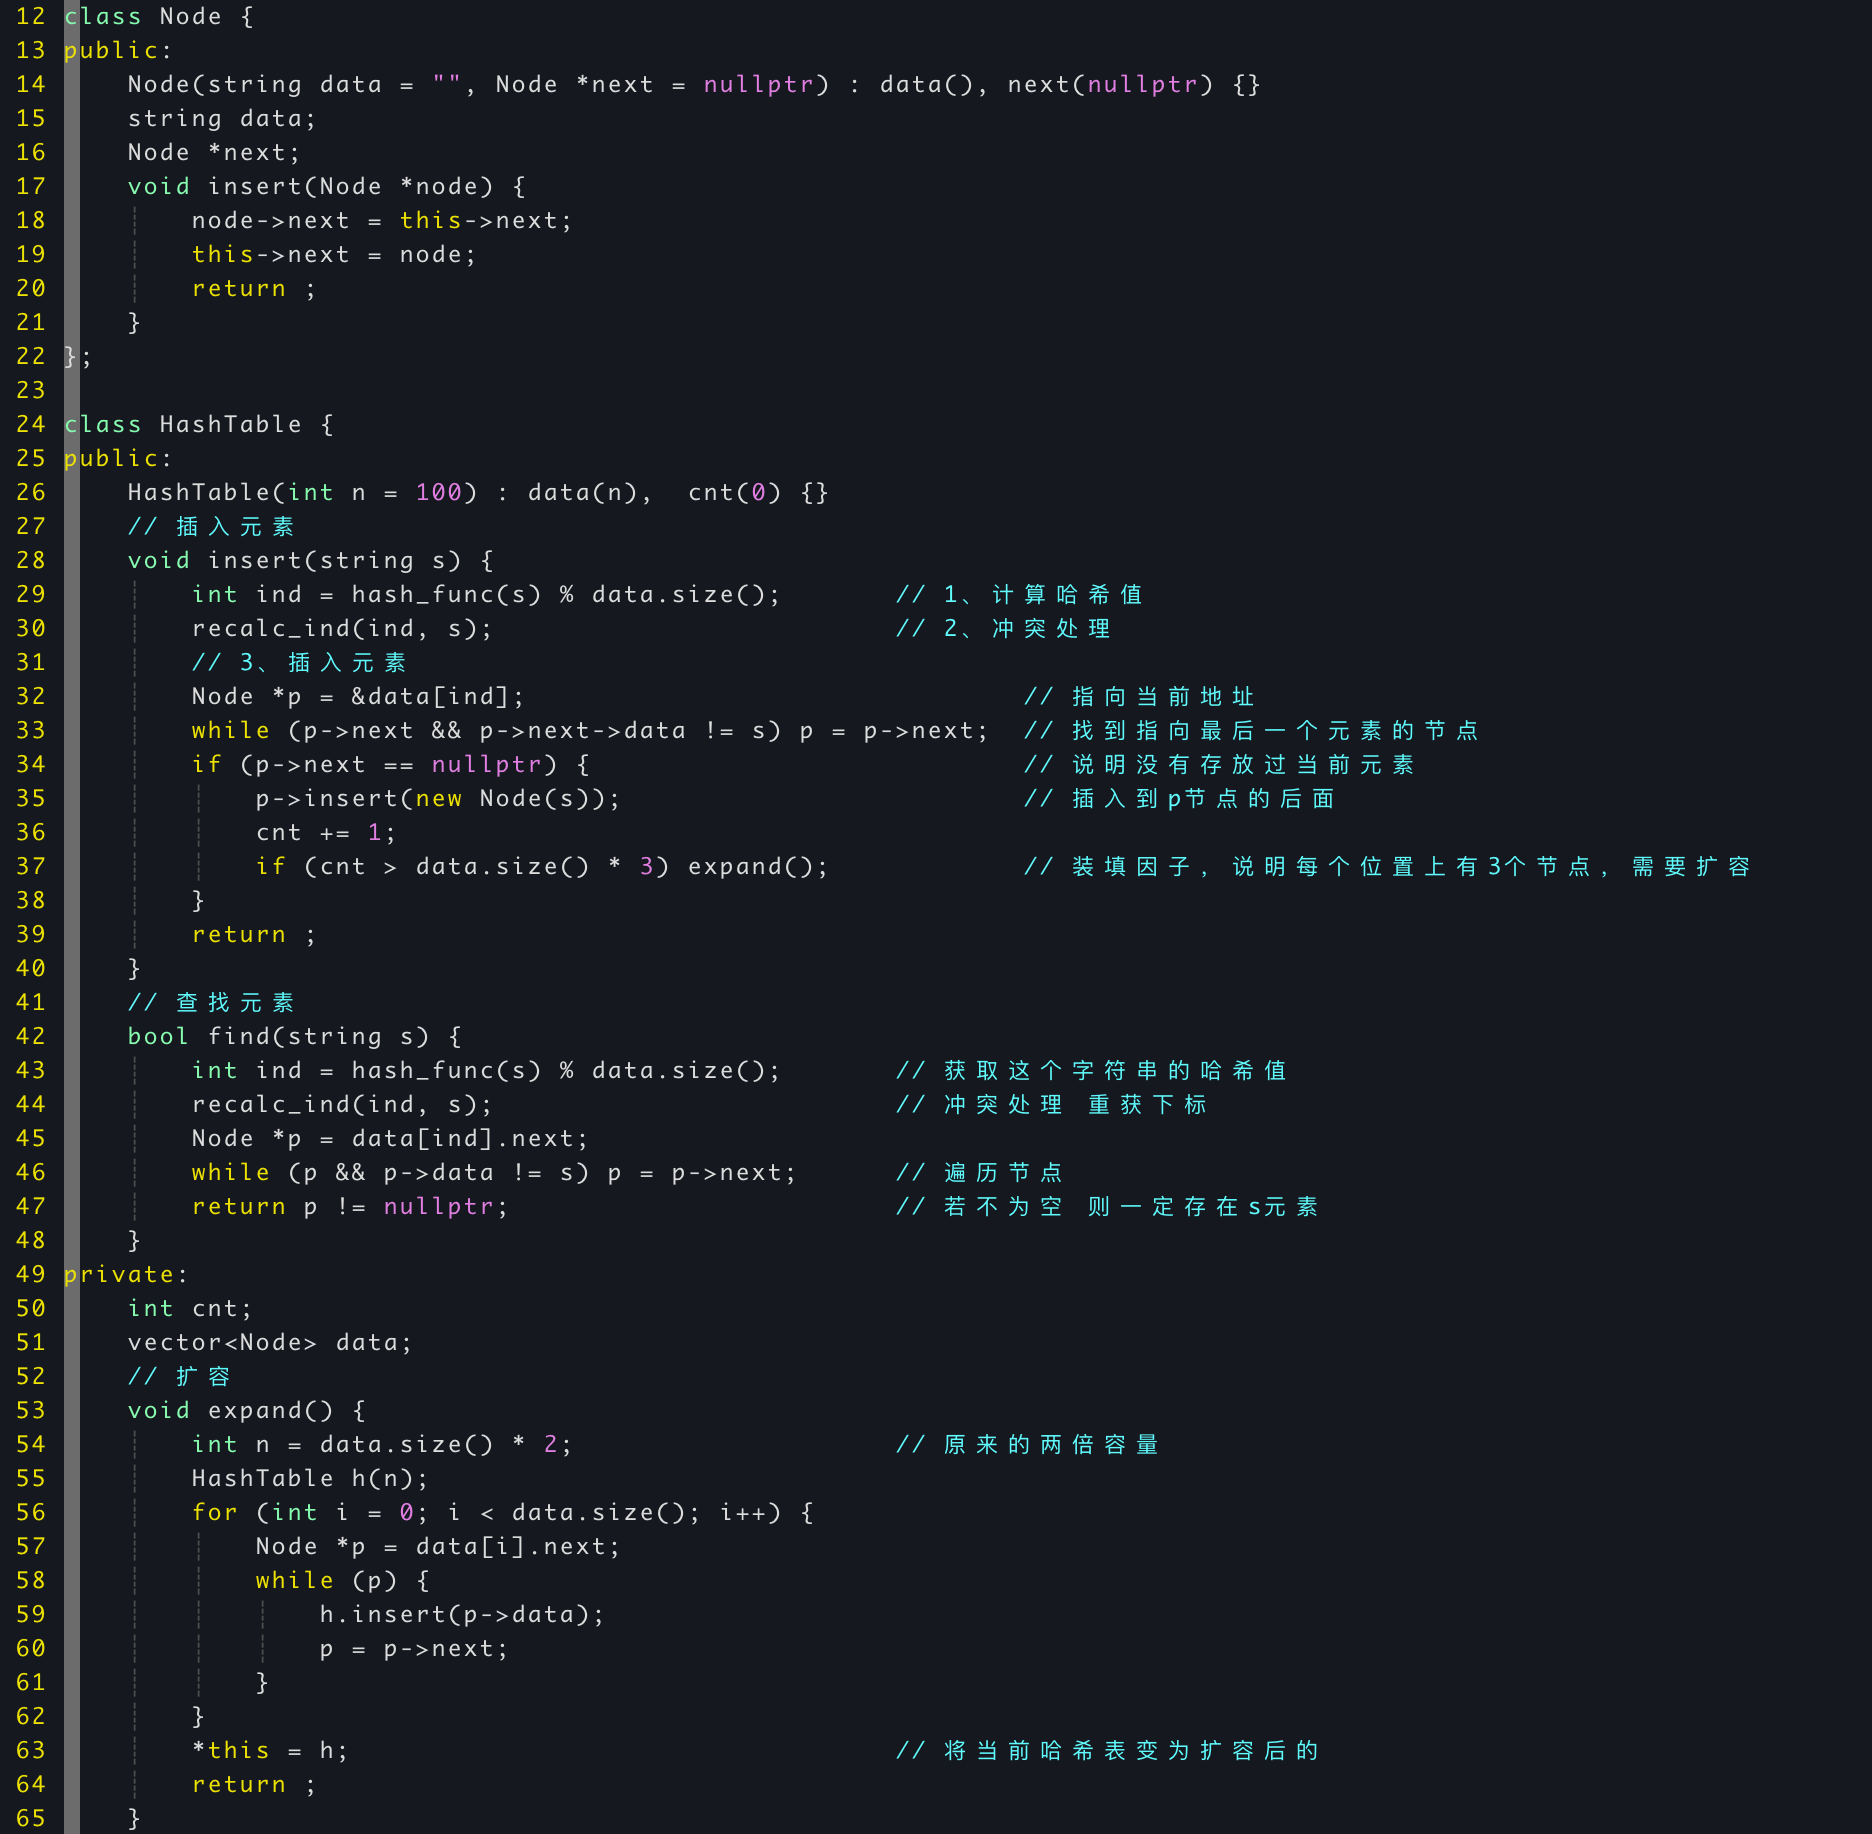 12 class Node {
13 public:
14     Node(string data = "", Node *next = nullptr) : data(), next(nullptr) {}
15     string data;
16     Node *next;
17     void insert(Node *node) {
18         node->next = this->next;
19         this->next = node;
20         return ;
21     }
22 };
23
24 class HashTable {
25 public:
26     HashTable(int n = 100) : data(n),  cnt(0) {}
27     // 插入元素
28     void insert(string s) {
29         int ind = hash_func(s) % data.size();       // 1、计算哈希值
30         recalc_ind(ind, s);                         // 2、冲突处理
31         // 3、插入元素
32         Node *p = &data[ind];                               // 指向当前地址
33         while (p->next && p->next->data != s) p = p->next;  // 找到指向最后一个元素的节点
34         if (p->next == nullptr) {                           // 说明没有存放过当前元素
35             p->insert(new Node(s));                         // 插入到p节点的后面
36             cnt += 1;
37             if (cnt > data.size() * 3) expand();            // 装填因子，说明每个位置上有3个节点，需要扩容
38         }
39         return ;
40     }
41     // 查找元素
42     bool find(string s) {
43         int ind = hash_func(s) % data.size();       // 获取这个字符串的哈希值
44         recalc_ind(ind, s);                         // 冲突处理 重获下标
45         Node *p = data[ind].next;
46         while (p && p->data != s) p = p->next;      // 遍历节点
47         return p != nullptr;                        // 若不为空 则一定存在s元素
48     }
49 private:
50     int cnt;
51     vector<Node> data;
52     // 扩容
53     void expand() {
54         int n = data.size() * 2;                    // 原来的两倍容量
55         HashTable h(n);
56         for (int i = 0; i < data.size(); i++) {
57             Node *p = data[i].next;
58             while (p) {
59                 h.insert(p->data);
60                 p = p->next;
61             }
62         }
63         *this = h;                                  // 将当前哈希表变为扩容后的
64         return ;
65     }